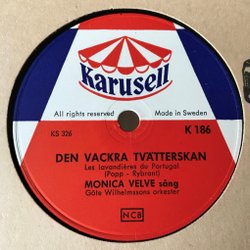 Karusell
All rights reserved Made in Sweden
KS 326 K 186
DEN VACKRA TVÄTTERSKAN
Les lavandières du Portugal
(Popp - Rybrant)
MONICA VELVE sång
Göte Wilhelmssons orkester
NCB